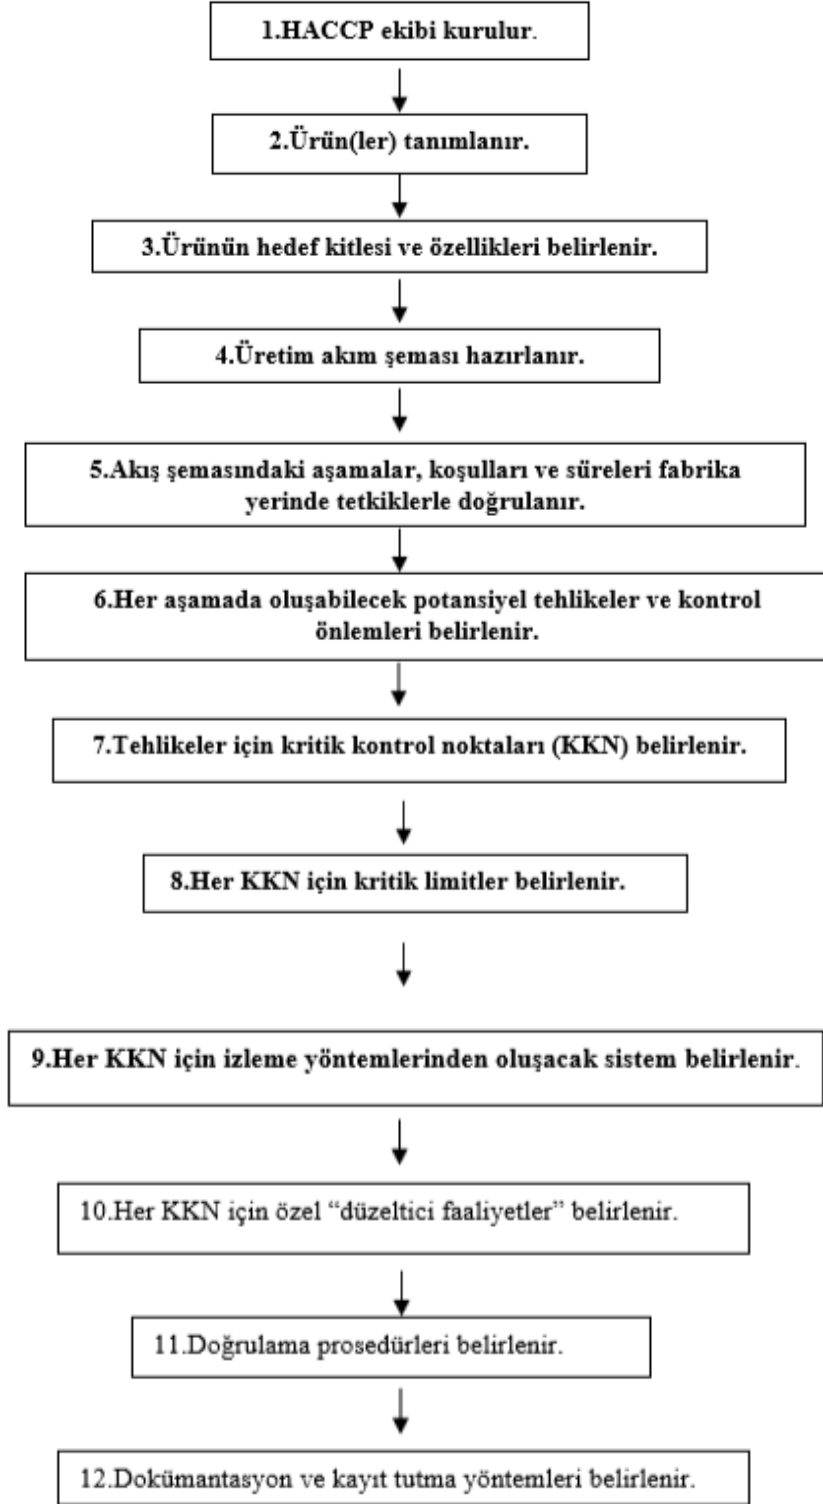 1.HACCP ekibi kurulur.
2.Ürün(ler) tanımlanır.
3.Ürünün hedef kitlesi ve özellikleri belirlenir.
4.Üretim akım şeması hazırlanır.
5.Akış şemasındaki aşamalar, koşulları ve süreleri fabrika
yerinde tetkiklerle doğrulanır.
6.Her aşamada oluşabilecek potansiyel tehlikeler ve kontrol
önlemleri belirlenir.
7.Tehlikeler için kritik kontrol noktaları (KKN) belirlenir.
8.Her KKN için kritik limitler belirlenir.
9.Her KKN için izleme yöntemlerinden oluşacak sistem belirlenir.
10.Her KKN için özel “düzeltici faaliyetler” belirlenir.
11.Doğrulama prosedürleri belirlenir.
12.Dokümantasyon ve kayıt tutma yöntemleri belirlenir.